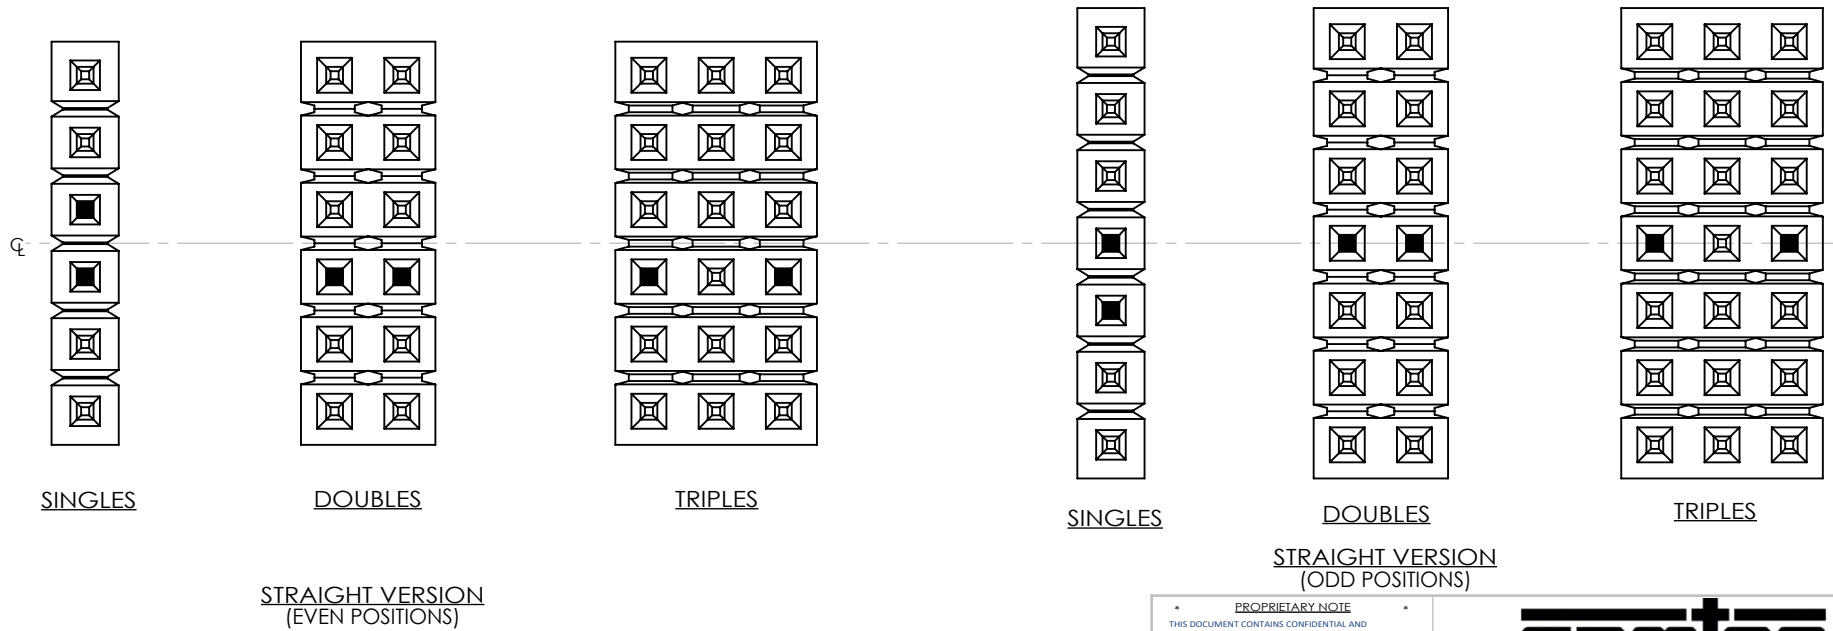 ℄
SINGLES
DOUBLES
TRIPLES
STRAIGHT VERSION
(EVEN POSITIONS)
SINGLES
DOUBLES
TRIPLES
STRAIGHT VERSION
(ODD POSITIONS)
* PROPRIETARY NOTE *
THIS DOCUMENT CONTAINS CONFIDENTIAL AND